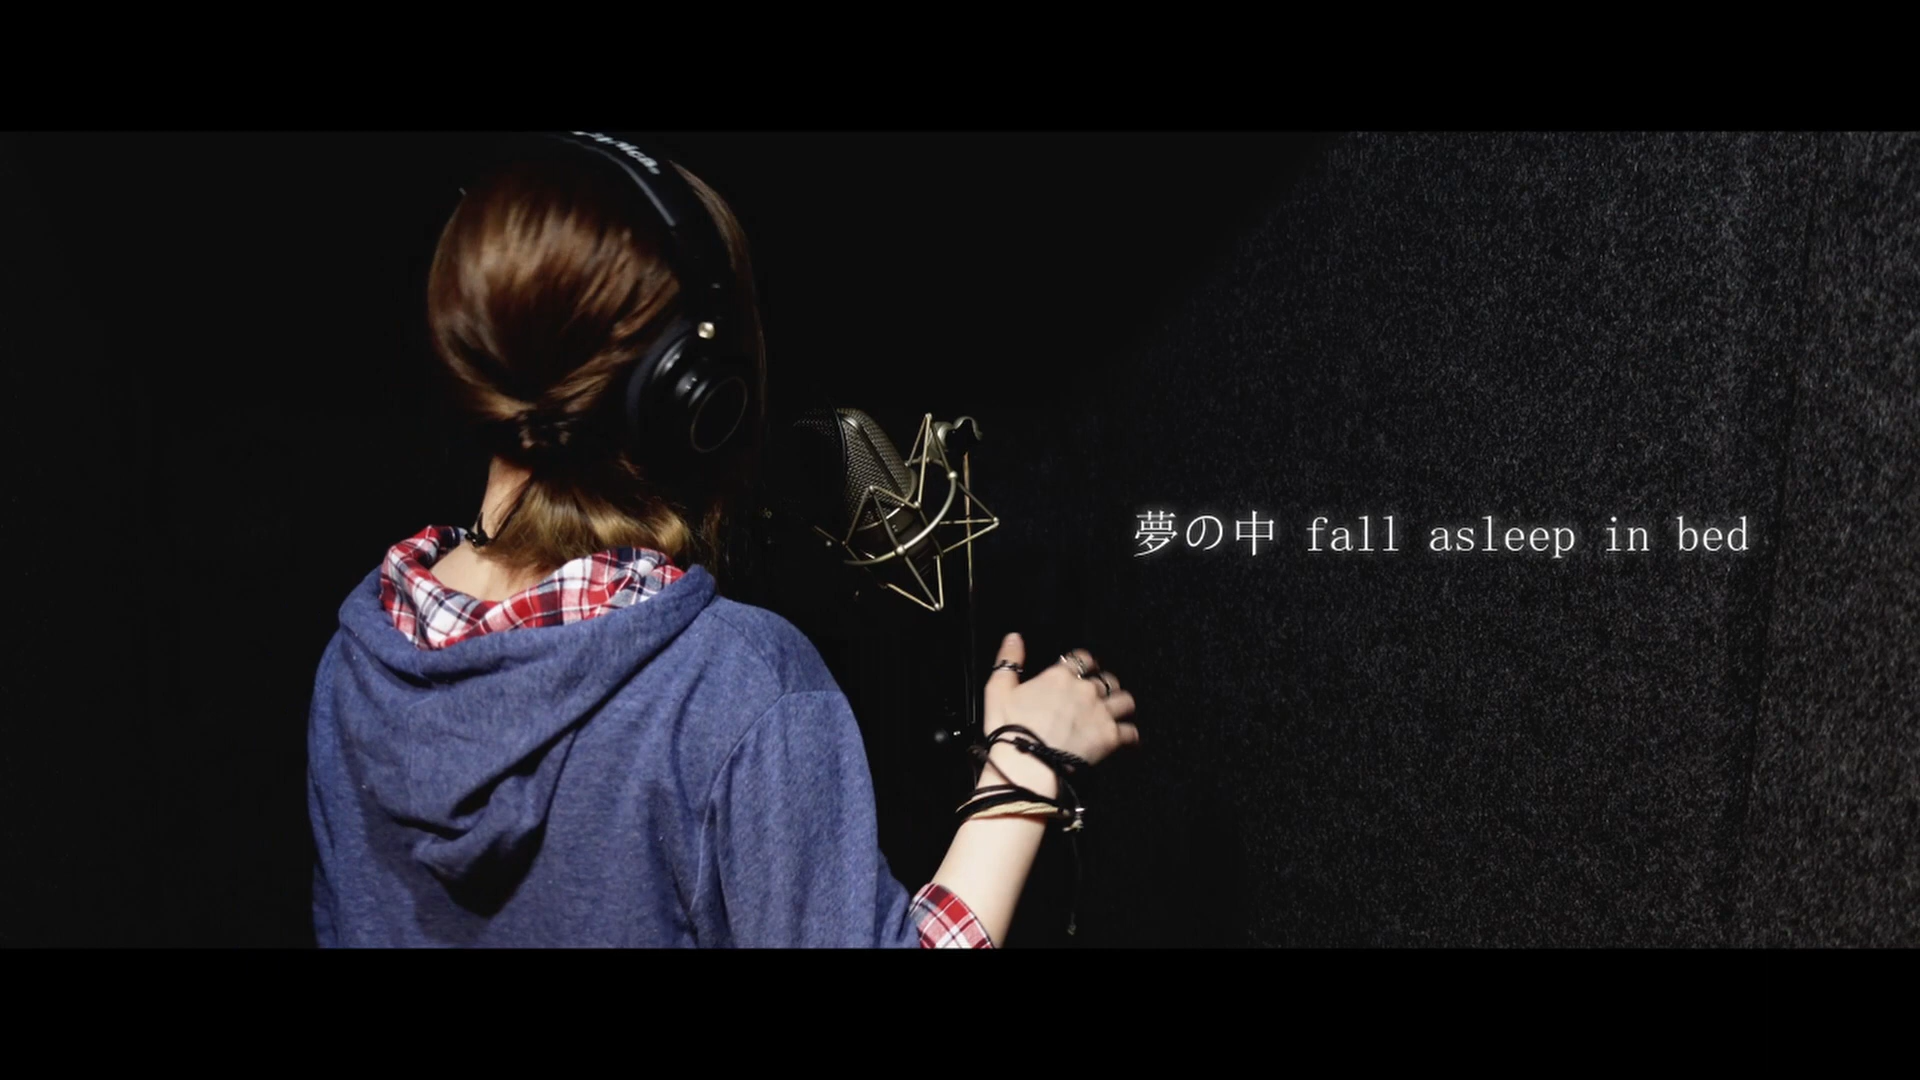 夢の中 fall asleep in bed